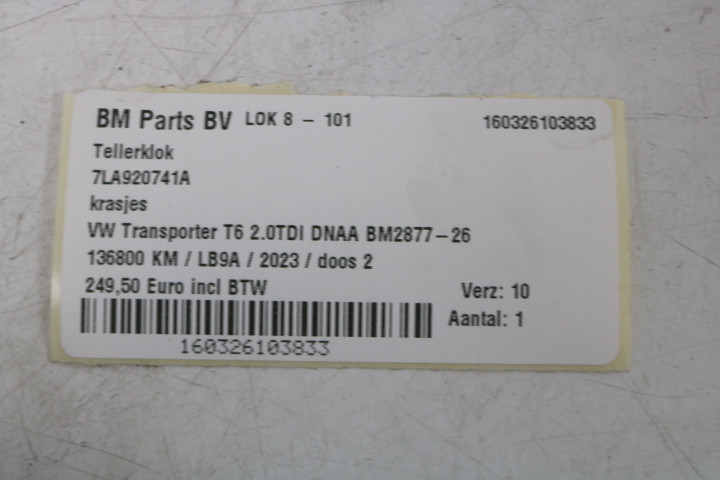 BM Parts BV LOK 8 - 101 160326103833
Tellerklok
7LA920741A
krasjes
VW Transporter T6 2.0TDI DNAA BM2877-26
136800 KM / LB9A / 2023 / doos 2
249,50 Euro incl BTW Verz: 10
Aantal: 1
160326103833